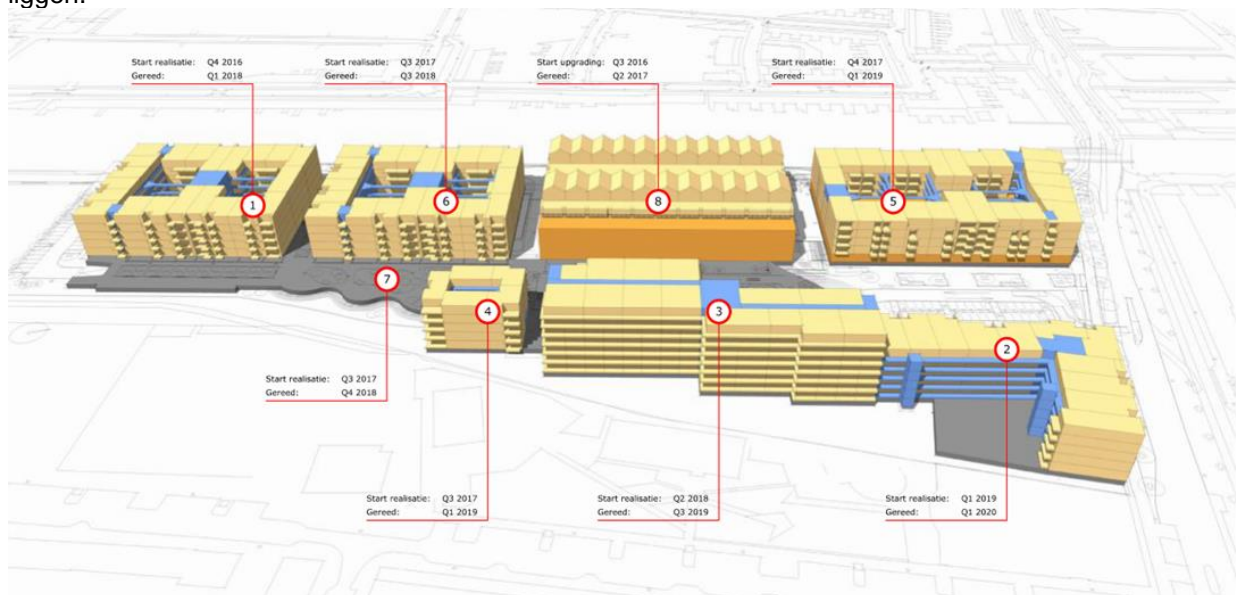 liggen.
Start realisatie: Q4 2016
Gereed: Q1 2018
Start realisatie: Q3 2017
Gereed: Q3 2018
Start upgrading: Q3 2016
Gereed: Q2 2017
Start realisatie: Q4 2017
Gereed: Q1 2019
1
6
8
5
7
4
3
2
Start realisatie: Q3 2017
Gereed: Q4 2018
Start realisatie: Q3 2017
Gereed: Q1 2019
Start realisatie: Q2 2018
Gereed: Q3 2019
Start realisatie: Q1 2019
Gereed: Q1 2020